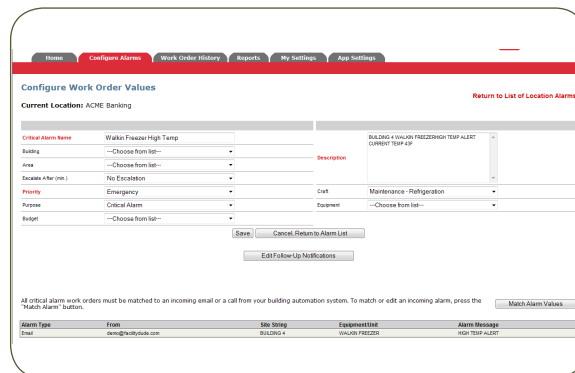 Home Configure Alarms Work Order History Reports My Settings App Settings
Configure Work Order Values
Return to List of Location Alarms
Current Location: ACME Banking
Critical Alarm Name Walkin Freezer High Temp
Building ---Choose from list---
Area ---Choose from list---
Escalate After (min.) No Escalation
Priority Emergency
Purpose Critical Alarm
Budget ---Choose from list---
Description BUILDING 4 WALKIN FREEZERHIGH TEMP ALERT
CURRENT TEMP 43F
Craft Maintenance - Refrigeration
Equipment ---Choose from list---
Save Cancel, Return to Alarm List
Edit Follow-Up Notifications
All critical alarm work orders must be matched to an incoming email or a call from your building automation system. To match or edit an incoming alarm, press the
"Match Alarm" button.
Match Alarm Values
Alarm Type From Site String Equipment/Unit Alarm Message
Email demo@facilitydude.com BUILDING 4 WALKIN FREEZER HIGH TEMP ALERT